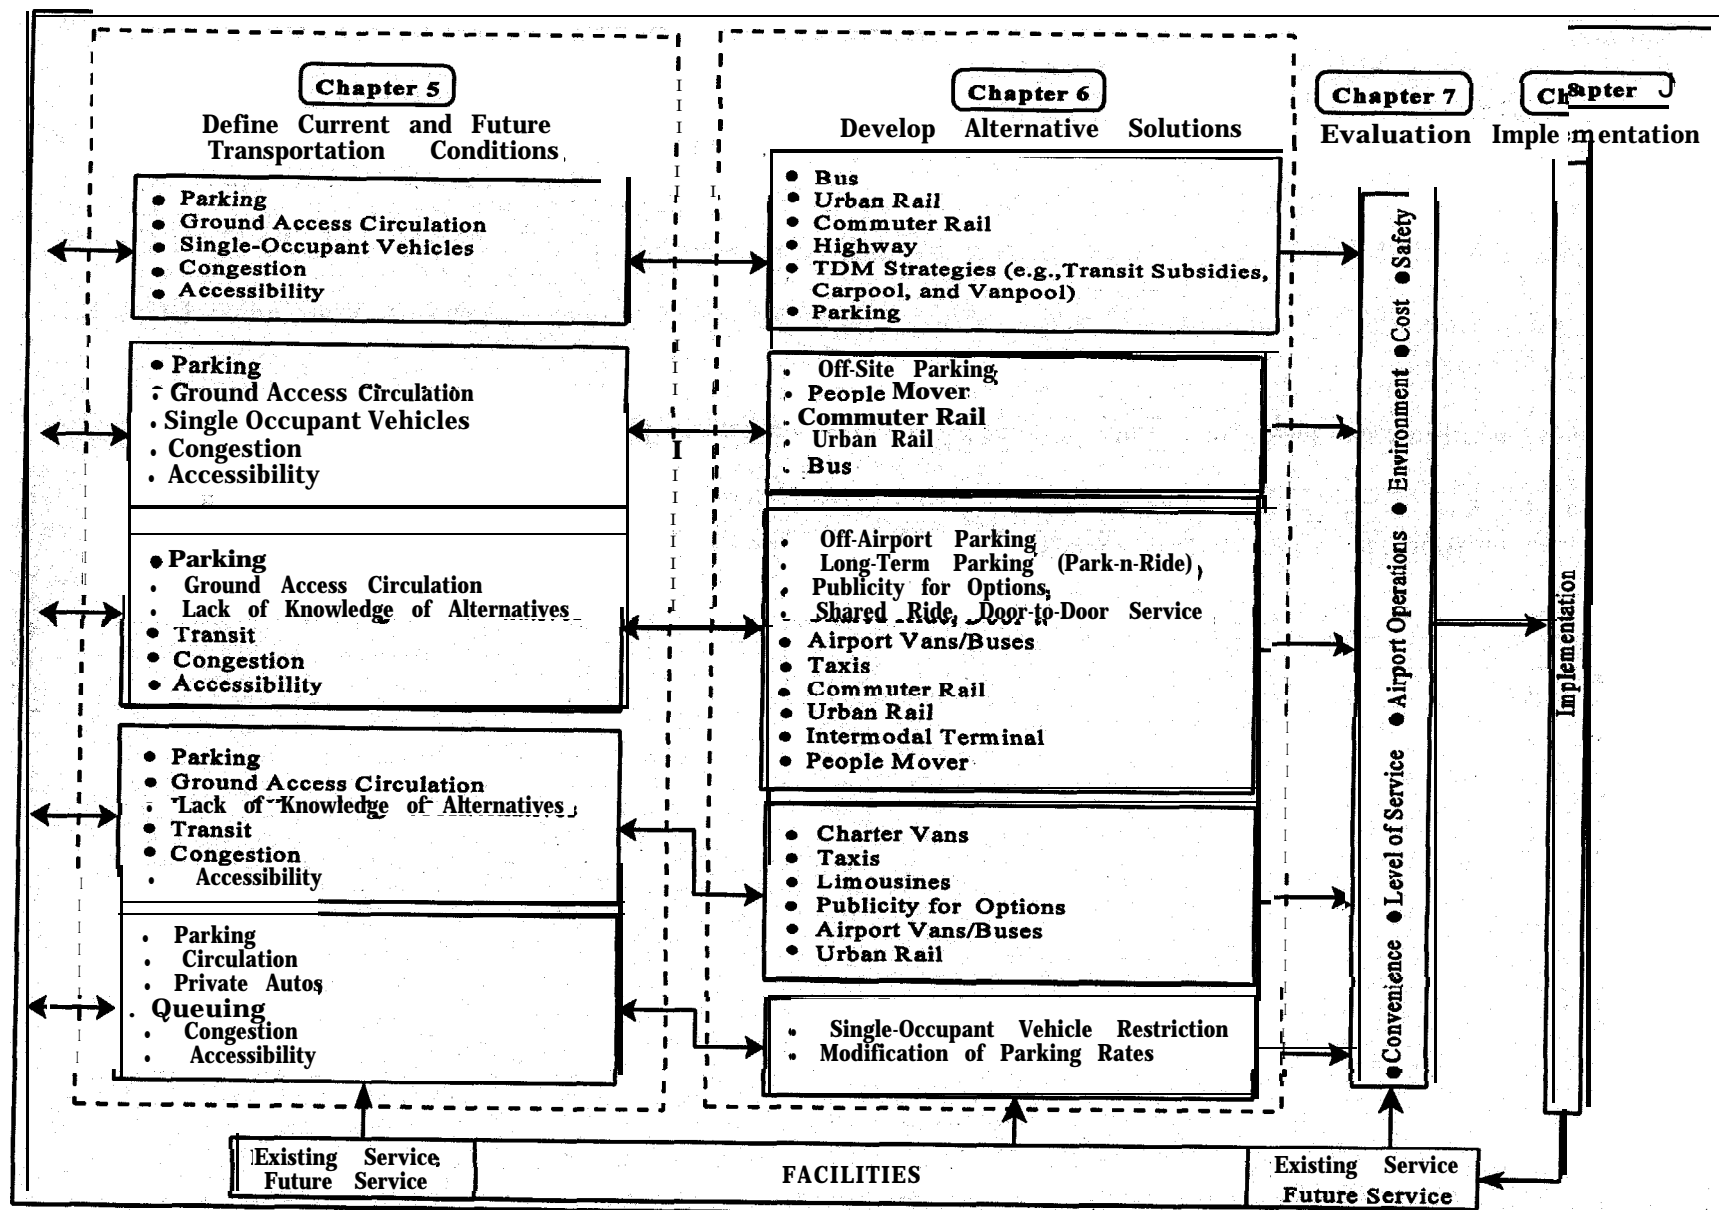 Chapter 5
Define Current and Future
Transportation Conditions
● Parking
● Ground Access Circulation
● Single-Occupant Vehicles
● Congestion
● Accessibility
● Parking
Ground Access Circulation
Single Occupant Vehicles
Congestion
Accessibility
● Parking
Ground Access Circulation
Lack of Knowledge of Alternatives
● Transit
● Congestion
● Accessibility
● Parking
● Ground Access Circulation
Lack of Knowledge of Alternatives
● Transit
● Congestion
Accessibility
Parking
Circulation
Private Autos
Queuing
Congestion
Accessibility
Chapter 6
Develop Alternative Solutions
● Bus
● Urban Rail
● Commuter Rail
● Highway
● TDM Strategies (e.g.,Transit Subsidies,
Carpool, and Vanpool)
● Parking
Off-Site Parking
People Mover
Commuter Rail
Urban Rail
Bus
Off-Airport Parking
Long-Term Parking (Park-n-Ride)
Publicity for Options
Shared Ride, Door-to-Door Service
● Airport Vans/Buses
● Taxis
● Commuter Rail
● Urban Rail
● Intermodal Terminal
● People Mover
● Charter Vans
● Taxis
● Limousines
● Publicity for Options
● Airport Vans/Buses
● Urban Rail
Single-Occupant Vehicle Restriction
Modification of Parking Rates
Chapter 7
Evaluation
● Convenience ● Level of Service ● Airport Operations ● Environment ● Cost ● Safety
Implementation
Implementation
Existing Service
Future Service
FACILITIES
Existing Service
Future Service